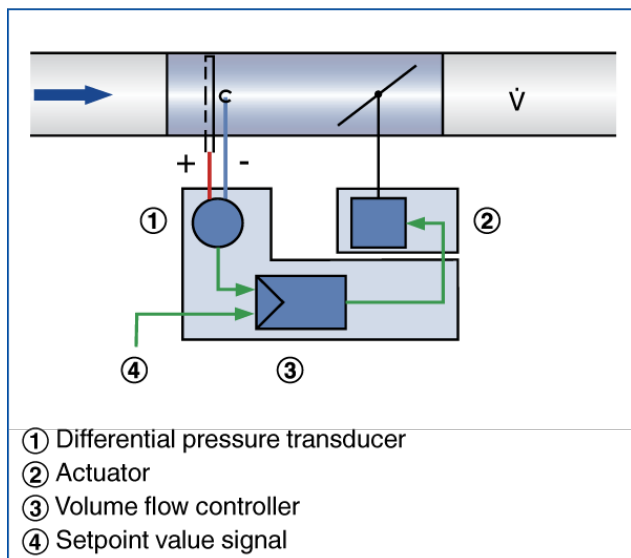 V̇
+ -
①
②
④
③
① Differential pressure transducer
② Actuator
③ Volume flow controller
④ Setpoint value signal